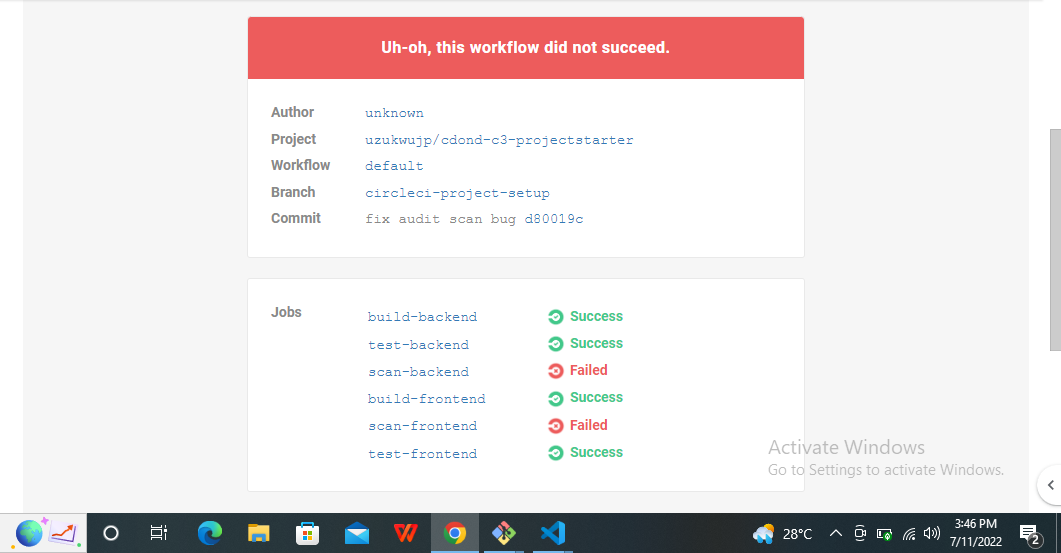 Uh-oh, this workflow did not succeed.
Author unknown
Project uzukwujp/cdond-c3-projectstarter
Workflow default
Branch circleci-project-setup
Commit fix audit scan bug d80019c
Jobs build-backend Success
test-backend Success
scan-backend Failed
build-frontend Success
scan-frontend Failed
test-frontend Success
Activate Windows
Go to Settings to activate Windows.
28°C
3:46 PM
7/11/2022
2